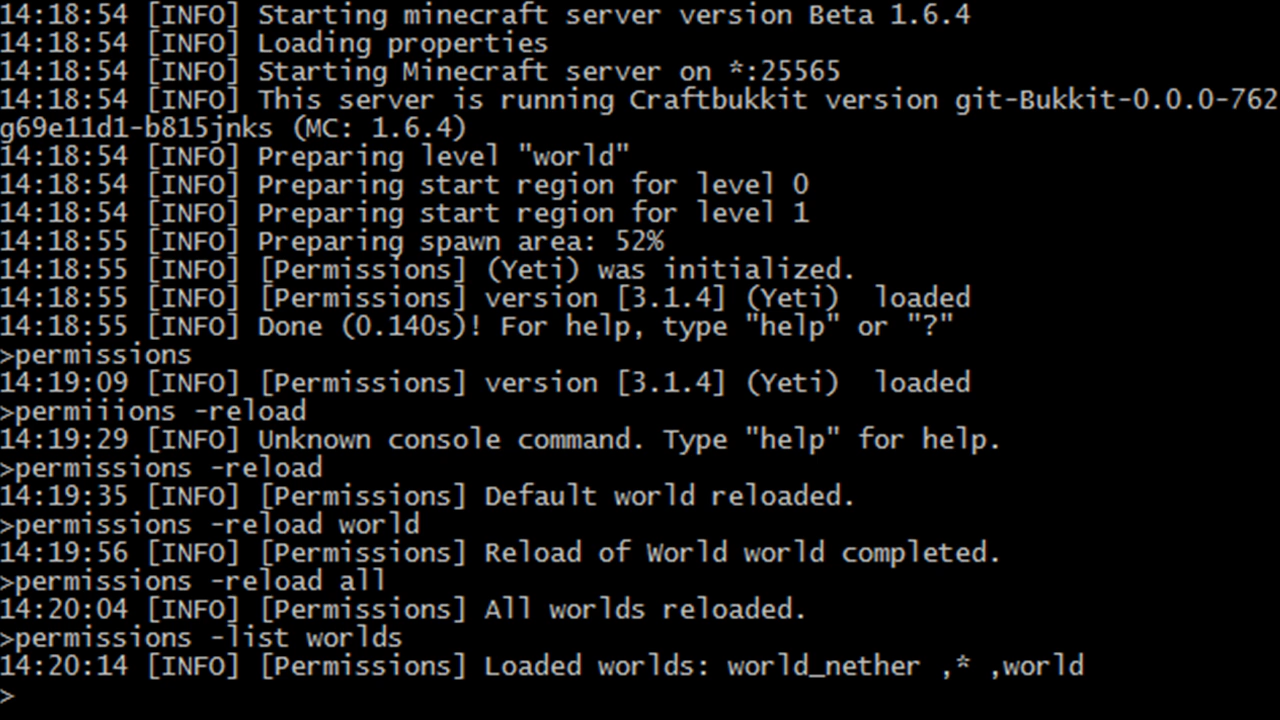 14:18:54 [INFO] Starting minecraft server version Beta 1.6.4
14:18:54 [INFO] Loading properties
14:18:54 [INFO] Starting Minecraft server on *:25565
14:18:54 [INFO] This server is running Craftbukkit version git-Bukkit-0.0.0-762
g69e11d1-b815jnks (MC: 1.6.4)
14:18:54 [INFO] Preparing level "world"
14:18:54 [INFO] Preparing start region for level 0
14:18:54 [INFO] Preparing start region for level 1
14:18:55 [INFO] Preparing spawn area: 52%
14:18:55 [INFO] [Permissions] (Yeti) was initialized.
14:18:55 [INFO] [Permissions] version [3.1.4] (Yeti)  loaded
14:18:55 [INFO] Done (0.140s)! For help, type "help" or "?"
>permissions
14:19:09 [INFO] [Permissions] version [3.1.4] (Yeti)  loaded
>permiiions -reload
14:19:29 [INFO] Unknown console command. Type "help" for help.
>permissions -reload
14:19:35 [INFO] [Permissions] Default world reloaded.
>permissions -reload world
14:19:56 [INFO] [Permissions] Reload of World world completed.
>permissions -reload all
14:20:04 [INFO] [Permissions] All worlds reloaded.
>permissions -list worlds
14:20:14 [INFO] [Permissions] Loaded worlds: world_nether ,* ,world
>